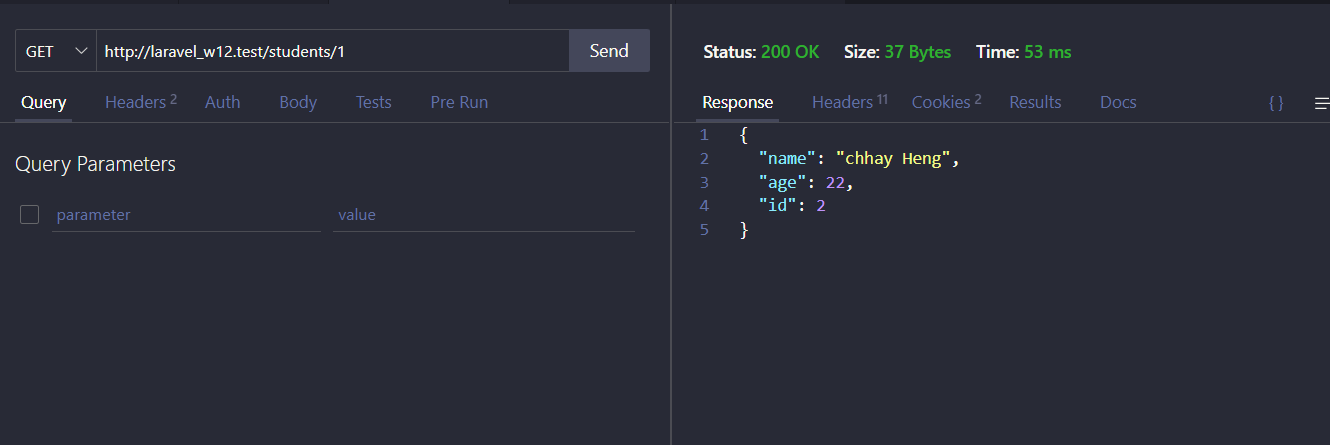 GET http://laravel_w12.test/students/1 Send
Query Headers 2 Auth Body Tests Pre Run
Query Parameters
parameter value
Status: 200 OK Size: 37 Bytes Time: 53 ms
Response Headers 11 Cookies 2 Results Docs { }
1 {
2 "name": "chhay Heng",
3 "age": 22,
4 "id": 2
5 }